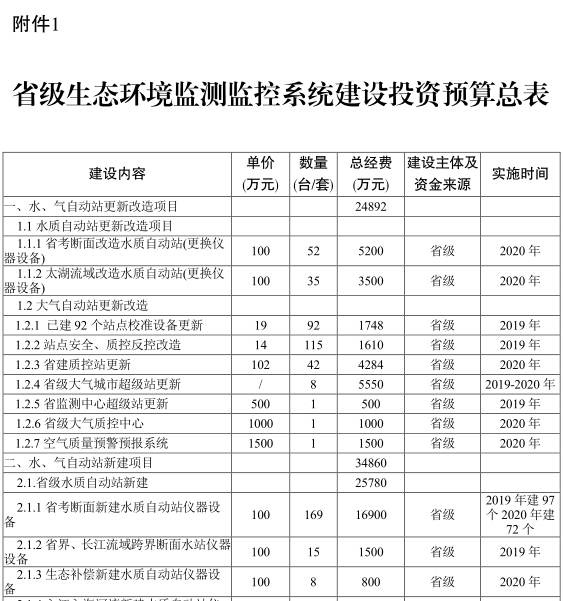 附件1
省级生态环境监测监控系统建设投资预算总表
建设内容 单价(万元) 数量(台/套) 总经费(万元) 建设主体及资金来源 实施时间
一、水、气自动站更新改造项目 24892
1.1 水质自动站更新改造项目
1.1.1 省考断面改造水质自动站(更换仪器设备) 100 52 5200 省级 2020 年
1.1.2 太湖流域改造水质自动站(更换仪器设备) 100 35 3500 省级 2020 年
1.2 大气自动站更新改造
1.2.1 已建 92 个站点校准设备更新 19 92 1748 省级 2019 年
1.2.2 站点安全、质控反控改造 14 115 1610 省级 2019 年
1.2.3 省建质控站更新 102 42 4284 省级 2020 年
1.2.4 省级大气城市超级站更新 / 8 5550 省级 2019-2020 年
1.2.5 省监测中心超级站更新 500 1 500 省级 2019 年
1.2.6 省级大气质控中心 1000 1 1000 省级 2020 年
1.2.7 空气质量预警预报系统 1500 1 1500 省级 2020 年
二、水、气自动站新建项目 34860
2.1.省级水质自动站新建 25780
2.1.1 省考断面新建水质自动站仪器设备 100 169 16900 省级 2019 年建 97 个 2020 年建 72 个
2.1.2 省界、长江流域跨界断面水站仪器设备 100 15 1500 省级 2019 年
2.1.3 生态补偿新建水质自动站仪器设备 100 8 800 省级 2020 年